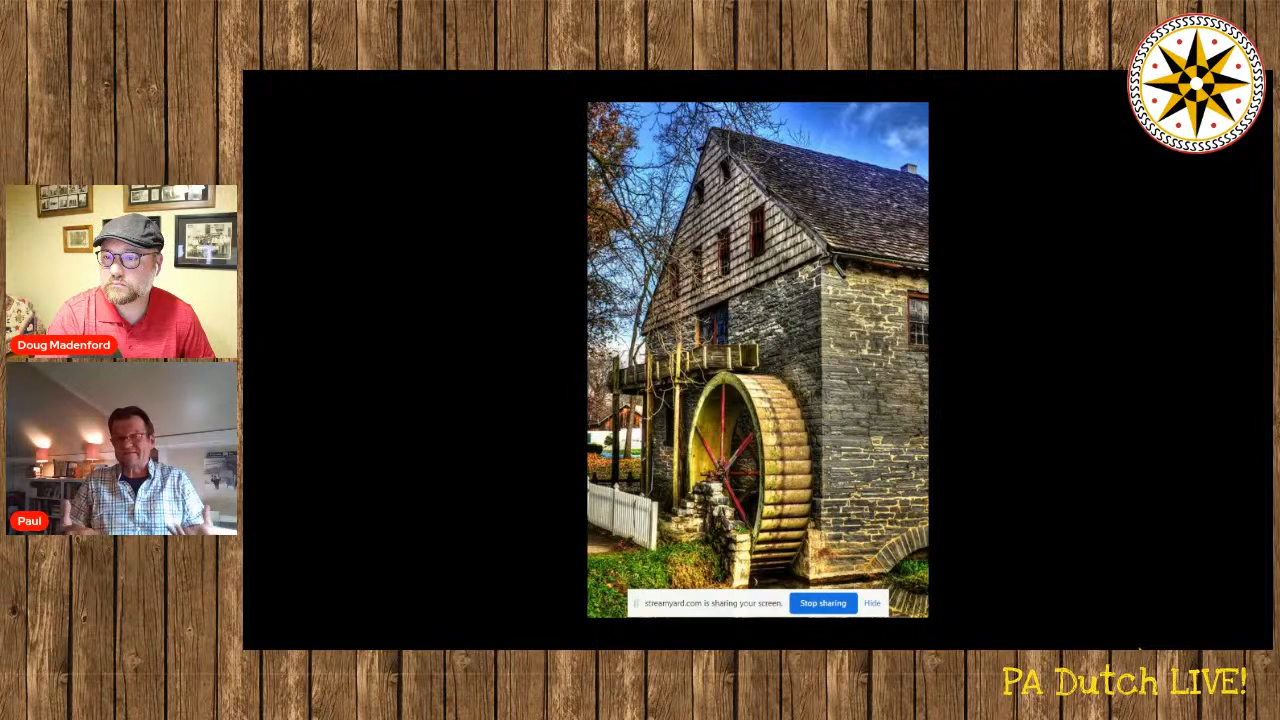 Doug Madenford
Paul
streamyard.com is sharing your screen.
Stop sharing
Hide
PA Dutch LIVE!